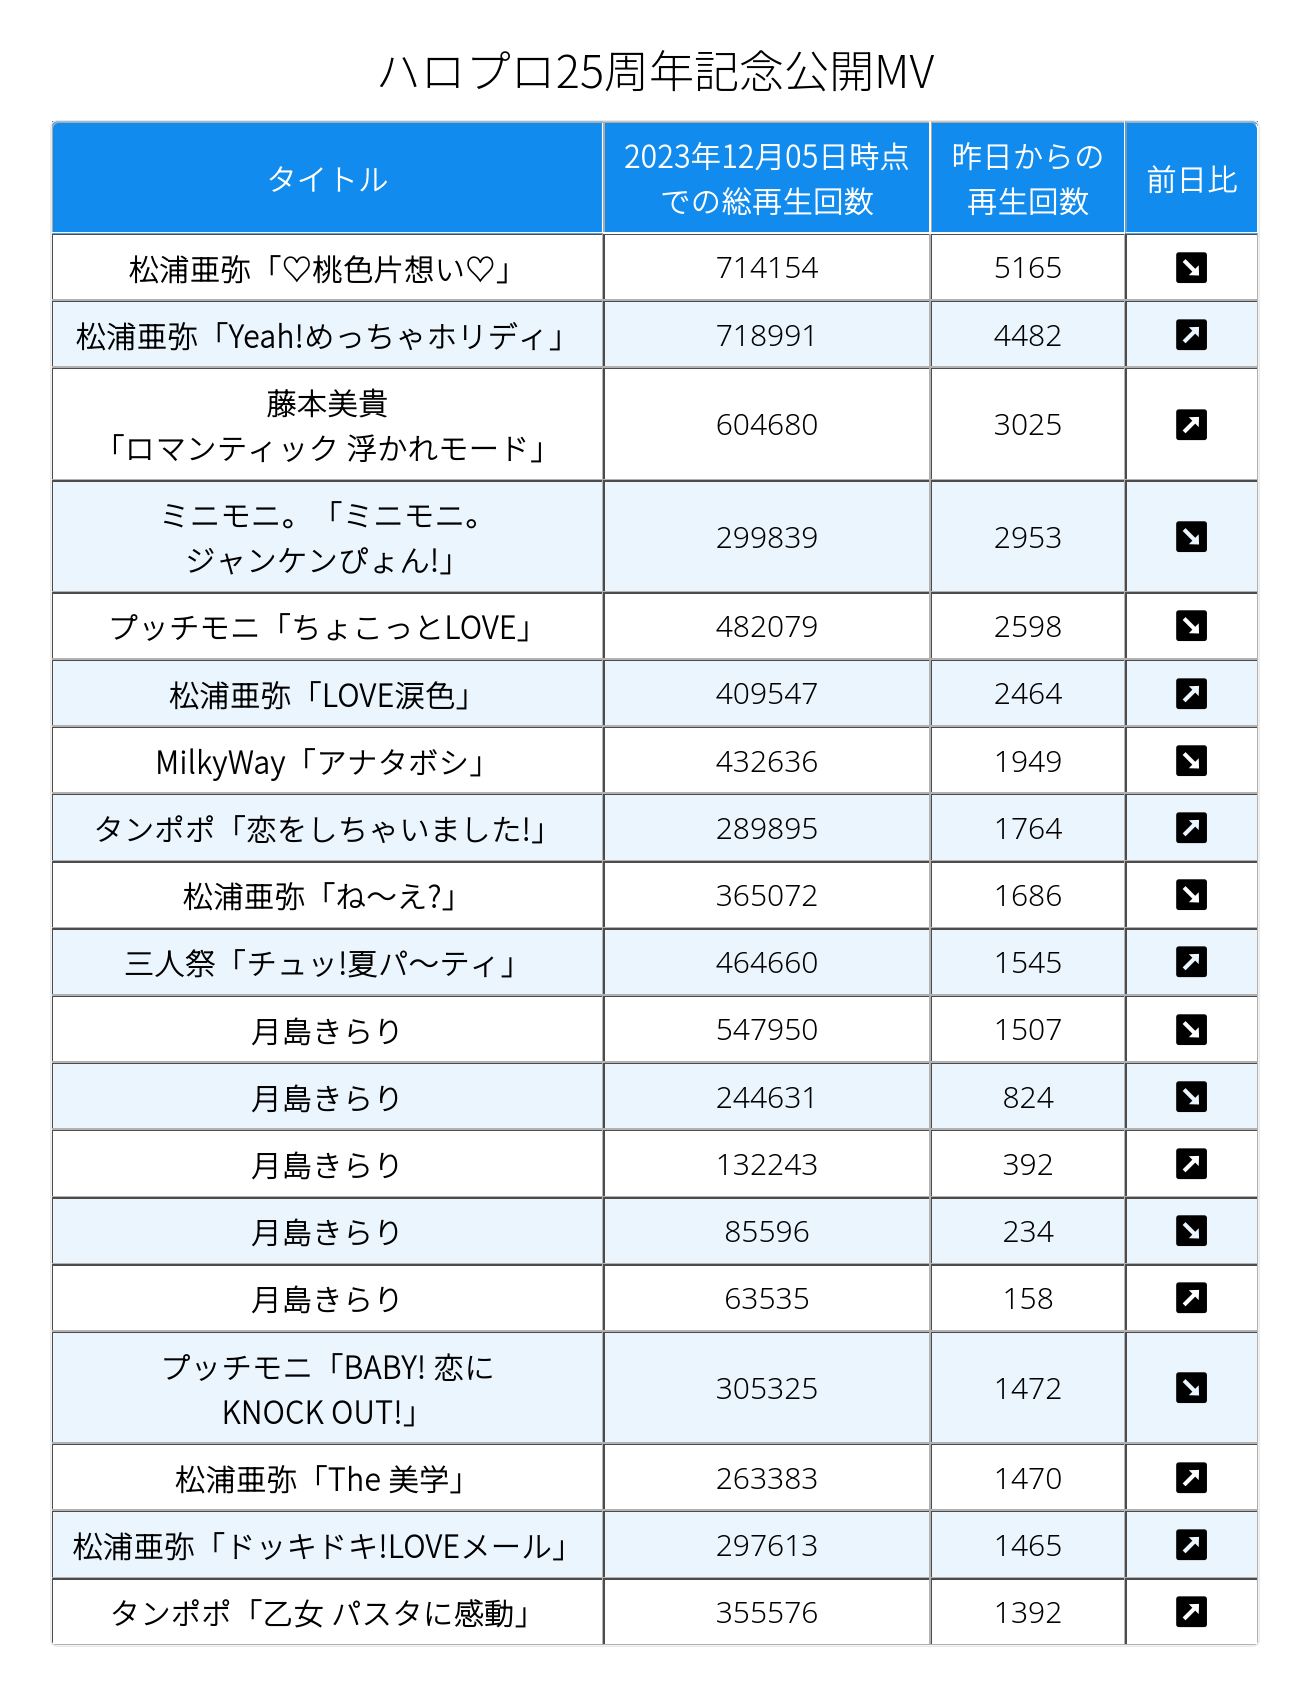 ハロプロ25周年記念公開MV
タイトル
2023年12月05日時点
での総再生回数
昨日からの
再生回数
前日比
松浦亜弥「♡桃色片想い♡」 714154 5165 ↘
松浦亜弥「Yeah!めっちゃホリディ」 718991 4482 ↗
藤本美貴
「ロマンティック 浮かれモード」 604680 3025 ↗
ミニモニ。「ミニモニ。
ジャンケンぴょん!」 299839 2953 ↘
プッチモニ「ちょこっとLOVE」 482079 2598 ↘
松浦亜弥「LOVE涙色」 409547 2464 ↗
MilkyWay「アナタボシ」 432636 1949 ↘
タンポポ「恋をしちゃいました!」 289895 1764 ↗
松浦亜弥「ね〜え?」 365072 1686 ↘
三人祭「チュッ!夏パ〜ティ」 464660 1545 ↗
月島きらり 547950 1507 ↘
月島きらり 244631 824 ↘
月島きらり 132243 392 ↗
月島きらり 85596 234 ↘
月島きらり 63535 158 ↗
プッチモニ「BABY! 恋に
KNOCK OUT!」 305325 1472 ↘
松浦亜弥「The 美学」 263383 1470 ↗
松浦亜弥「ドッキドキ!LOVEメール」 297613 1465 ↗
タンポポ「乙女 パスタに感動」 355576 1392 ↗